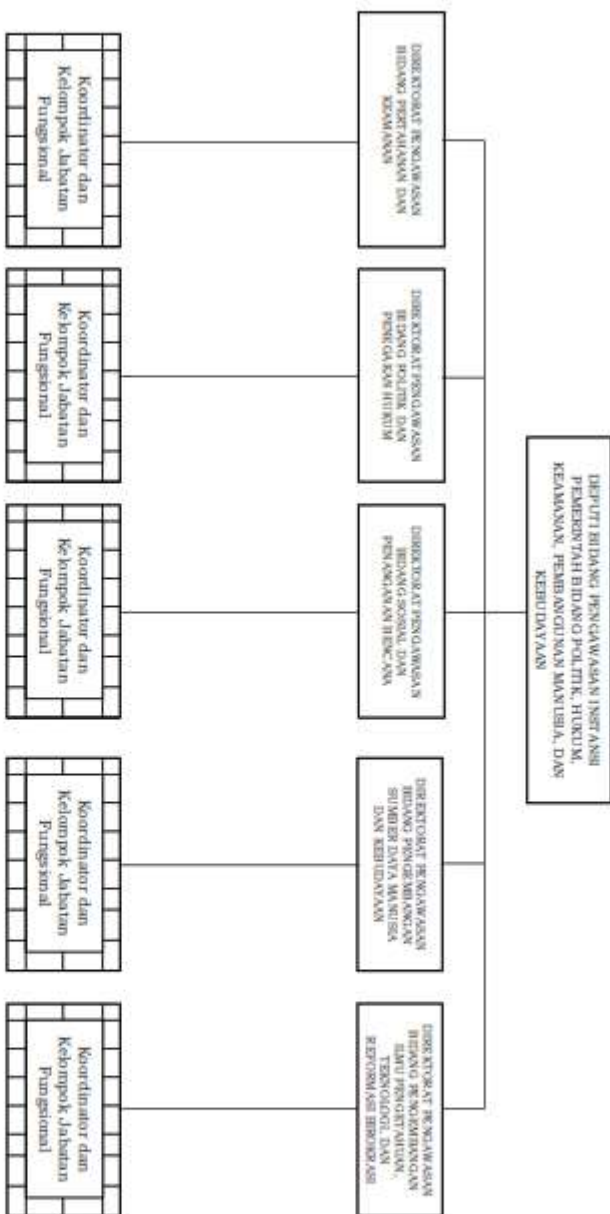 DEPUTI BIDANG PENGAWASAN INSTANSI
PEMERINTAH BIDANG POLITIK, HUKUM,
KEAMANAN, PEMBANGUNAN MANUSIA, DAN
KEBUDAYAAN
DIREKTORAT PENGAWASAN
BIDANG PERTAHANAN DAN
KEAMANAN
DIREKTORAT PENGAWASAN
BIDANG POLITIK DAN
PENEGAKAN HUKUM
DIREKTORAT PENGAWASAN
BIDANG SOSIAL DAN
PENANGANAN BENCANA
DIREKTORAT PENGAWASAN
BIDANG PENGEMBANGAN
SUMBER DAYA MANUSIA
DAN KEBUDAYAAN
DIREKTORAT PENGAWASAN
BIDANG PENGEMBANGAN
ILMU PENGETAHUAN,
TEKNOLOGI, DAN
REFORMASI BIROKRASI
Koordinator dan
Kelompok Jabatan
Fungsional
Koordinator dan
Kelompok Jabatan
Fungsional
Koordinator dan
Kelompok Jabatan
Fungsional
Koordinator dan
Kelompok Jabatan
Fungsional
Koordinator dan
Kelompok Jabatan
Fungsional